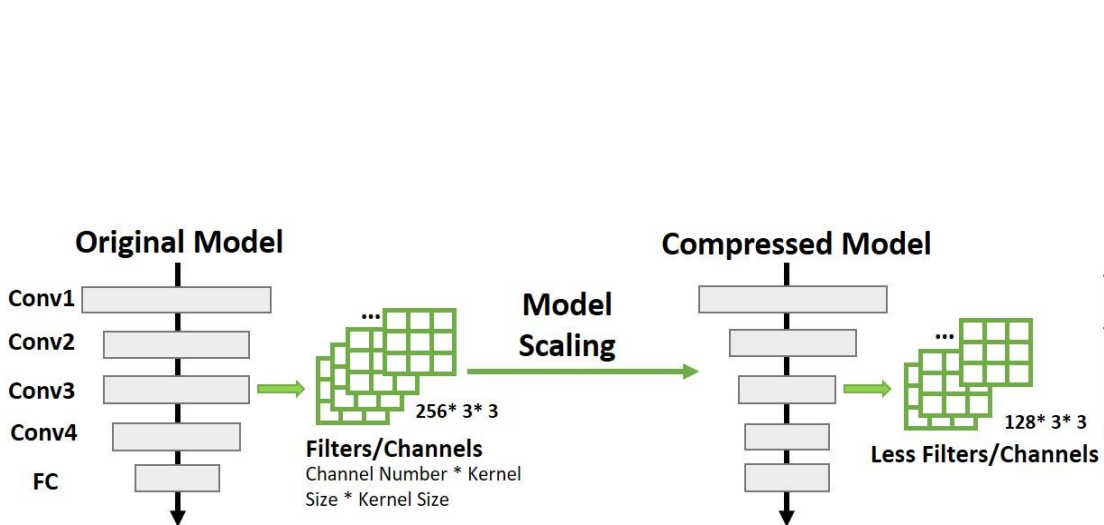 Original Model
Compressed Model
Conv1
Conv2
Conv3
Conv4
FC
...
256* 3* 3
Filters/Channels
Channel Number * Kernel
Size * Kernel Size
Model
Scaling
...
128* 3* 3
Less Filters/Channels